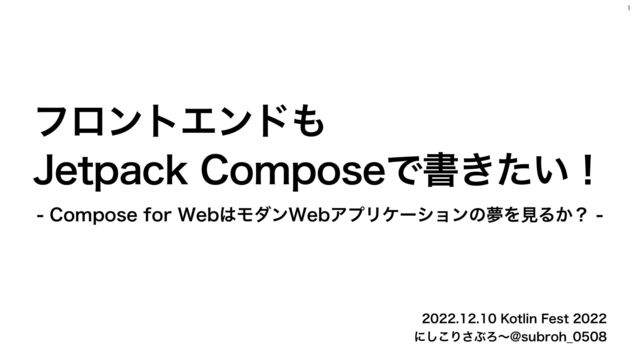 1
フロントエンドも
Jetpack Composeで書きたい！
- Compose for WebはモダンWebアプリケーションの夢を見るか？ -
2022.12.10 Kotlin Fest 2022
にしこりさぶろ〜@subroh_0508